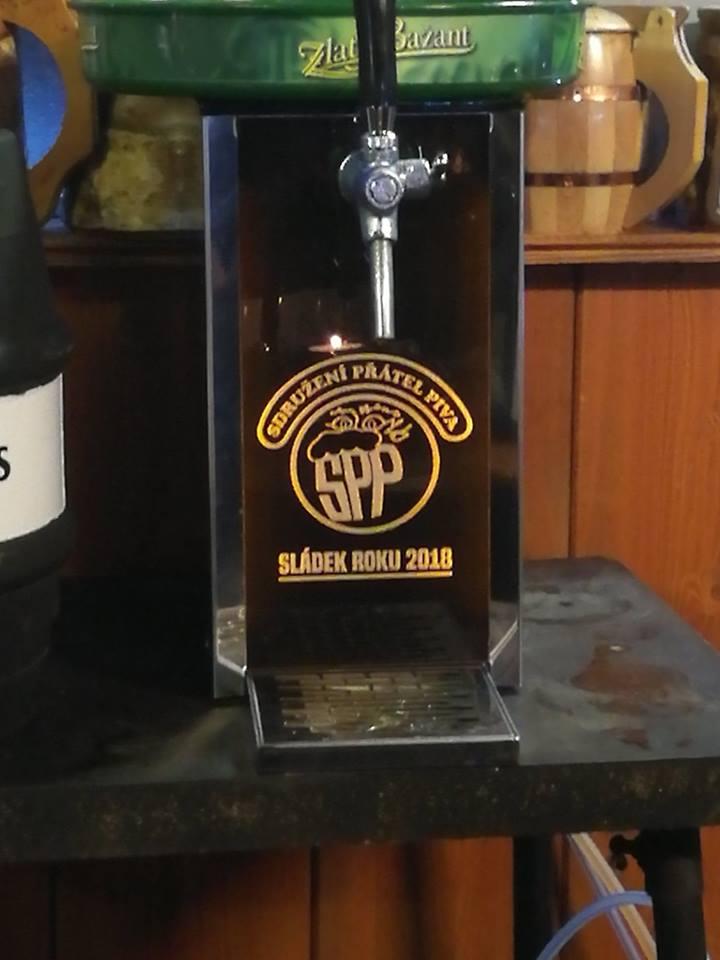 Zlatý Bažant
S
SDRUŽENÍ PŘÁTEL PIVA
SPP
SLÁDEK ROKU 2018